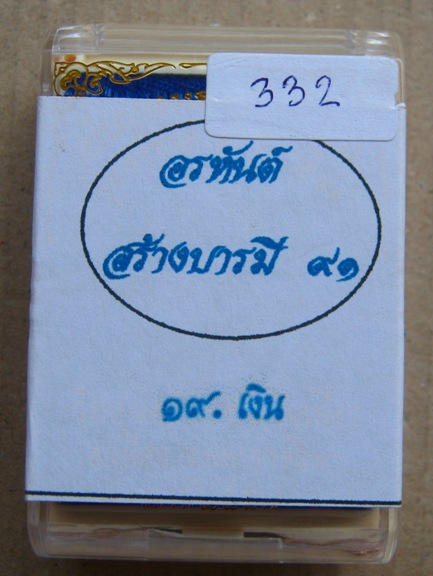 332
อรหันต์
สร้างบารมี ๙๑
๑๙. เงิน